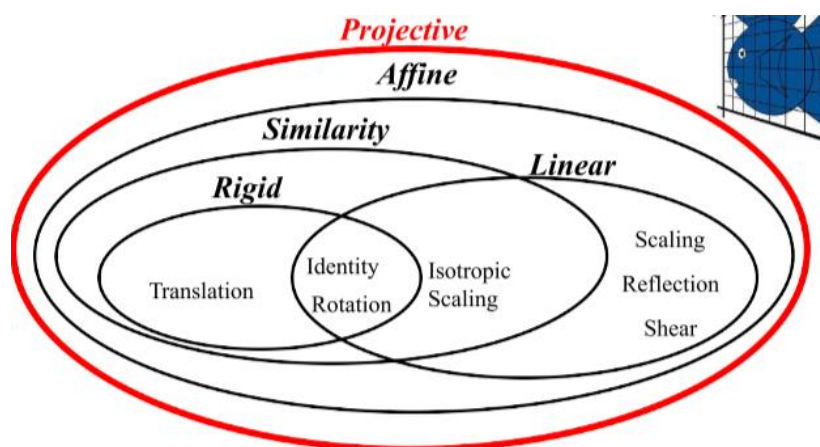 Projective
Affine
Similarity
Linear
Rigid
Scaling
Identity
Isotropic
Translation
Reflection
Rotation
Scaling
Shear